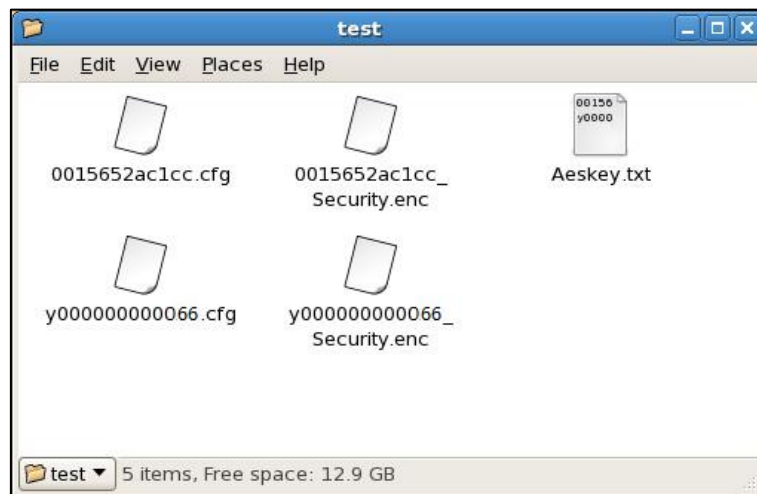 test
File Edit View Places Help
0015652ac1cc.cfg
0015652ac1cc_
Security.enc
00156
y0000
Aeskey.txt
y000000000066.cfg
y000000000066_
Security.enc
test 5 items, Free space: 12.9 GB